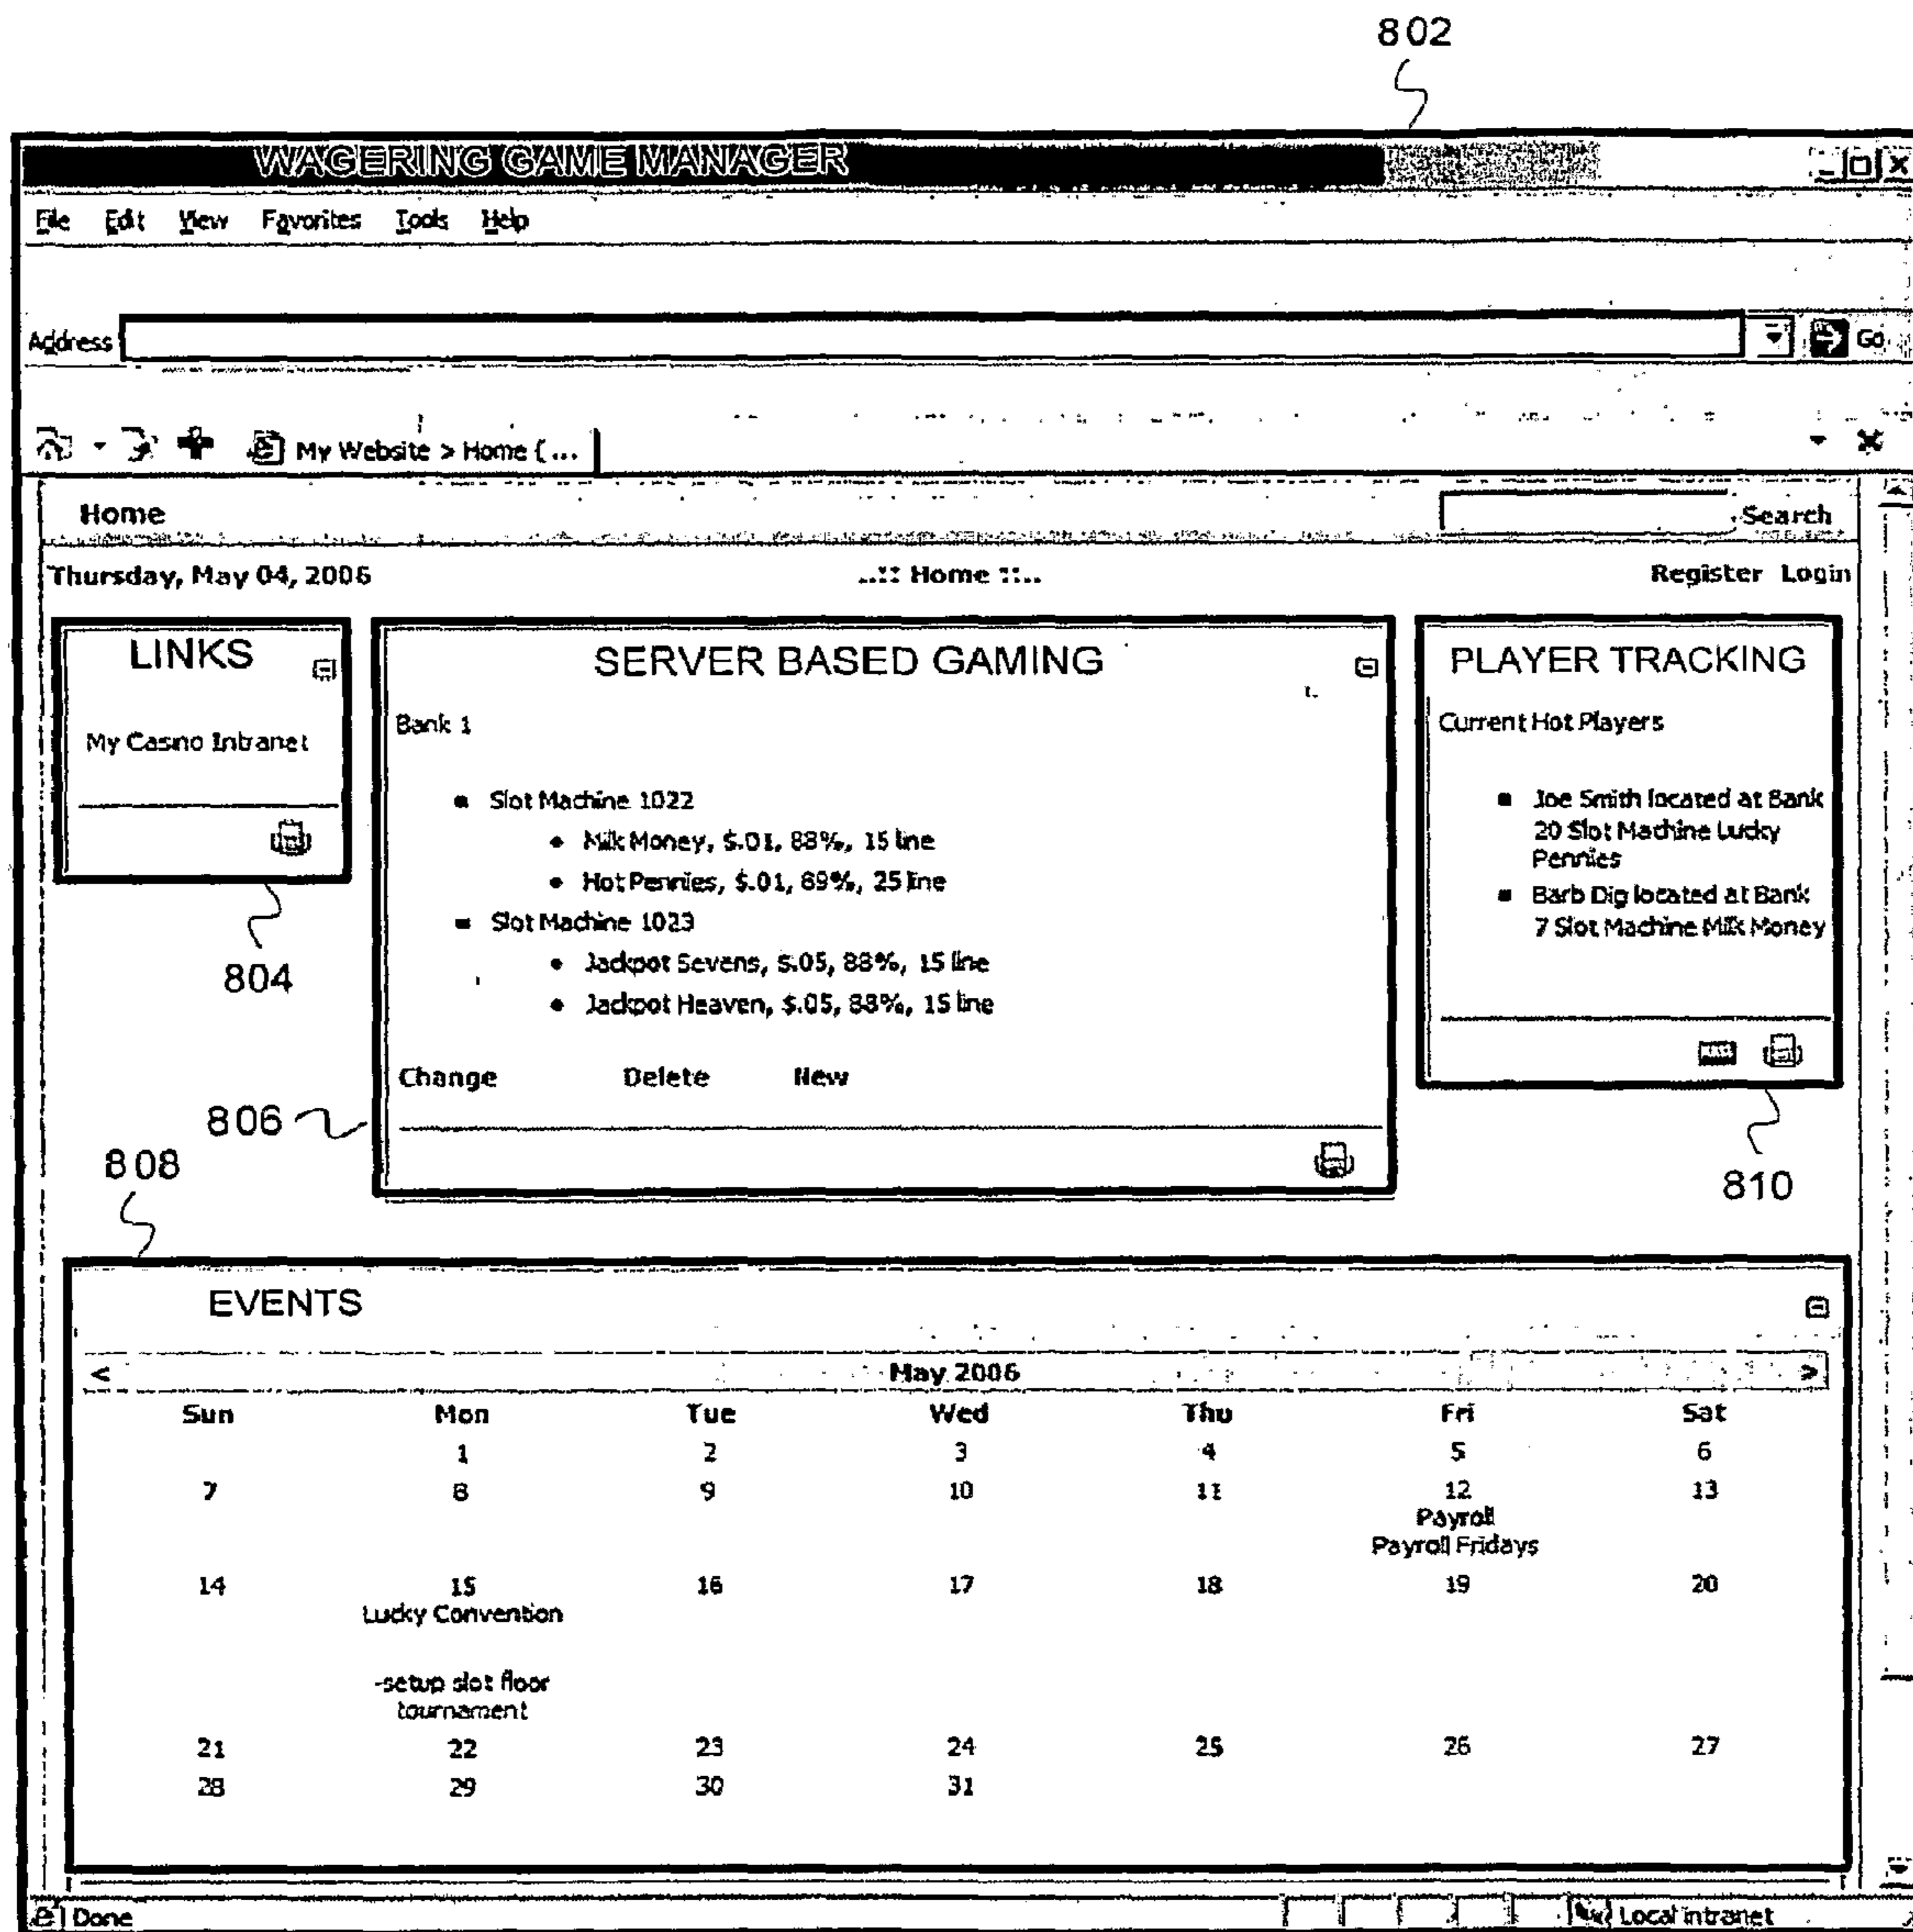 802
WAGERING GAME MANAGER
File Edit View Favorites Tools Help
Address
Go
My Website > Home ( ...
Home
Search
Thursday, May 04, 2006
..:: Home ::..
Register Login
LINKS
My Casino Intranet
804
SERVER BASED GAMING
Bank 1
Slot Machine 1022
Milk Money, $.01, 88%, 15 line
Hot Pennies, $.01, 89%, 25 line
Slot Machine 1023
Jackpot Sevens, $.05, 88%, 15 line
Jackpot Heaven, $.05, 88%, 15 line
Change Delete New
806
PLAYER TRACKING
Current Hot Players
Joe Smith located at Bank
20 Slot Machine Lucky
Pennies
Barb Dig located at Bank
7 Slot Machine Milk Money
810
808
EVENTS
< May 2006 >
Sun Mon Tue Wed Thu Fri Sat
1 2 3 4 5 6
7 8 9 10 11 12 13
Payroll
Payroll Fridays
14 15 16 17 18 19 20
Lucky Convention
-setup slot floor
tournament
21 22 23 24 25 26 27
28 29 30 31
Done
Local intranet